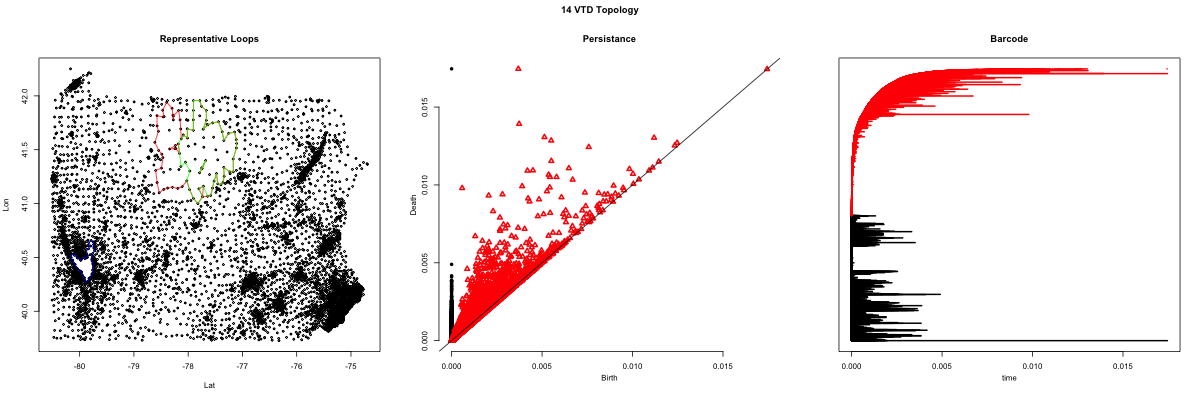 14 VTD Topology
Representative Loops
Lon
42.0
41.5
41.0
40.5
40.0
-80 -79 -78 -77 -76 -75
Lat
Persistance
Death
0.015
0.010
0.005
0.000
0.000 0.005 0.010 0.015
Birth
Barcode
0.000 0.005 0.010 0.015
time